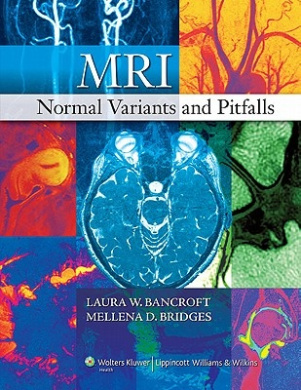 MRI
Normal Variants and Pitfalls
LAURA W. BANCROFT
MELLENA D. BRIDGES
Wolters Kluwer | Lippincott Williams & Wilkins
Health